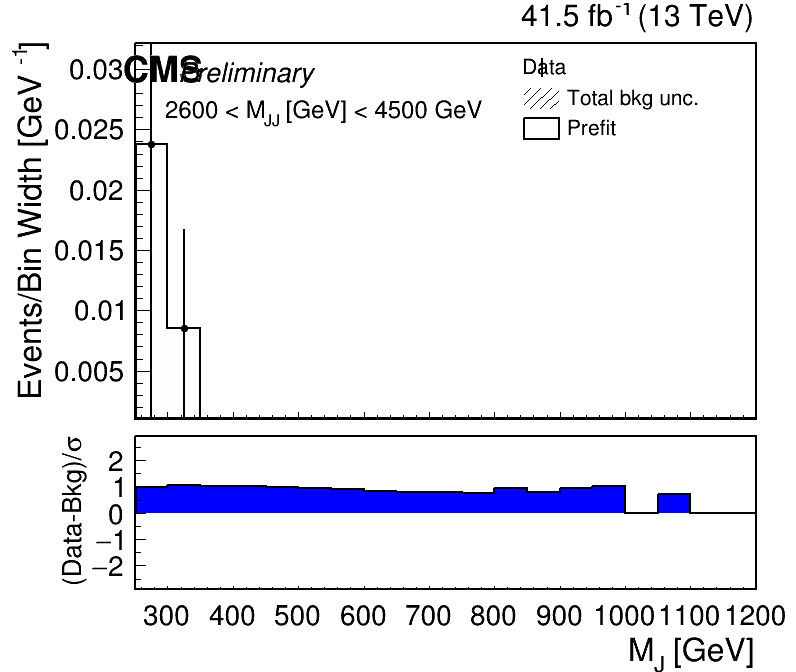 41.5 fb⁻¹ (13 TeV)
CMS Preliminary
2600 < M_JJ [GeV] < 4500 GeV
Data
Total bkg unc.
Prefit
Events/Bin Width [GeV⁻¹]
0.03
0.025
0.02
0.015
0.01
0.005
(Data-Bkg)/σ
2
1
0
−1
−2
300 400 500 600 700 800 900 1000 1100 1200
M_J [GeV]